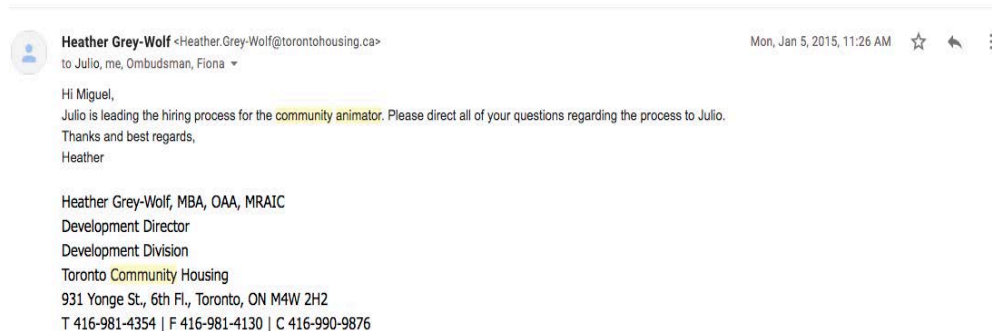 Heather Grey-Wolf <Heather.Grey-Wolf@torontohousing.ca>
Mon, Jan 5, 2015, 11:26 AM
to Julio, me, Ombudsman, Fiona
Hi Miguel,
Julio is leading the hiring process for the community animator. Please direct all of your questions regarding the process to Julio.
Thanks and best regards,
Heather
Heather Grey-Wolf, MBA, OAA, MRAIC
Development Director
Development Division
Toronto Community Housing
931 Yonge St., 6th Fl., Toronto, ON M4W 2H2
T 416-981-4354 | F 416-981-4130 | C 416-990-9876